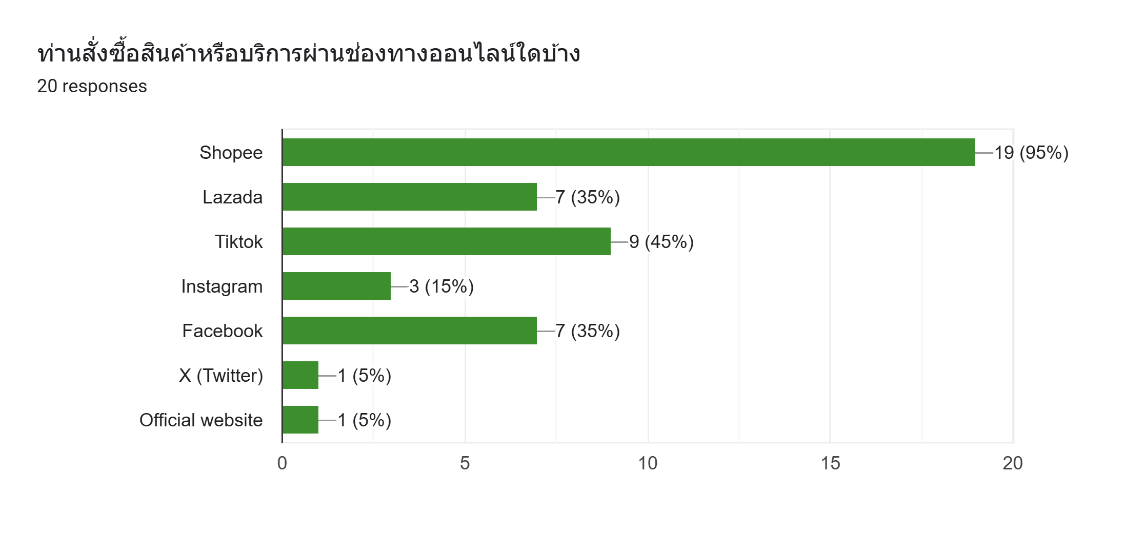 ท่านสั่งซื้อสินค้าหรือบริการผ่านช่องทางออนไลน์ใดบ้าง
20 responses
Shopee 19 (95%)
Lazada 7 (35%)
Tiktok 9 (45%)
Instagram 3 (15%)
Facebook 7 (35%)
X (Twitter) 1 (5%)
Official website 1 (5%)
0 5 10 15 20